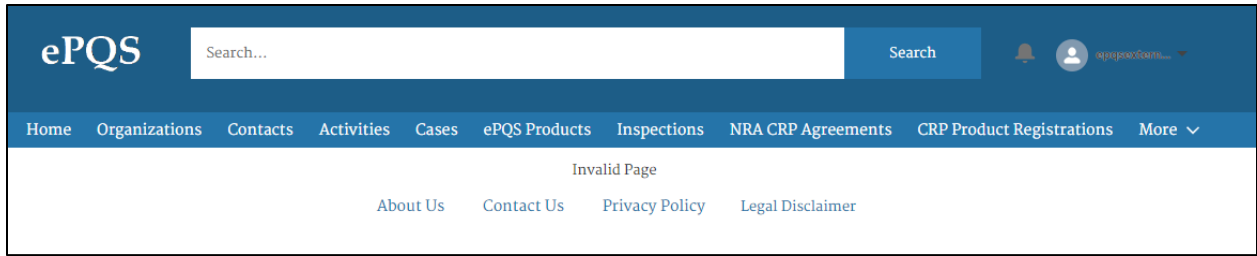 ePQS
Search...
Search
epqsextern...
Home Organizations Contacts Activities Cases ePQS Products Inspections NRA CRP Agreements CRP Product Registrations More
Invalid Page
About Us Contact Us Privacy Policy Legal Disclaimer